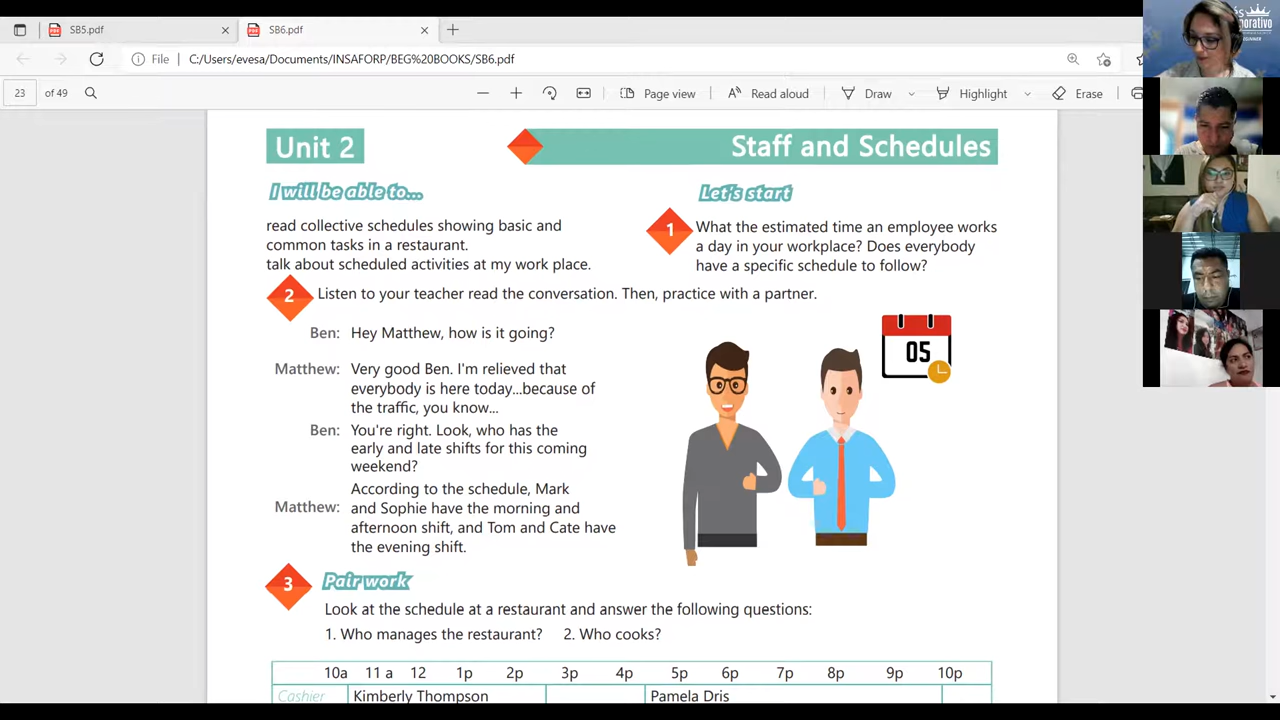 SB5.pdf
SB6.pdf
File
C:/Users/evesa/Documents/INSAFORP/BEG%20BOOKS/SB6.pdf
23 of 49
Page view
Read aloud
Draw
Highlight
Erase
Unit 2
Staff and Schedules
I will be able to...
read collective schedules showing basic and
common tasks in a restaurant.
talk about scheduled activities at my work place.
Let's start
1
What the estimated time an employee works
a day in your workplace? Does everybody
have a specific schedule to follow?
2
Listen to your teacher read the conversation. Then, practice with a partner.
Ben: Hey Matthew, how is it going?
Matthew: Very good Ben. I'm relieved that
everybody is here today...because of
the traffic, you know...
Ben: You're right. Look, who has the
early and late shifts for this coming
weekend?
According to the schedule, Mark
Matthew: and Sophie have the morning and
afternoon shift, and Tom and Cate have
the evening shift.
05
3
Pair work
Look at the schedule at a restaurant and answer the following questions:
1. Who manages the restaurant? 2. Who cooks?
10a 11 a 12 1p 2p 3p 4p 5p 6p 7p 8p 9p 10p
Cashier Kimberly Thompson Pamela Dris